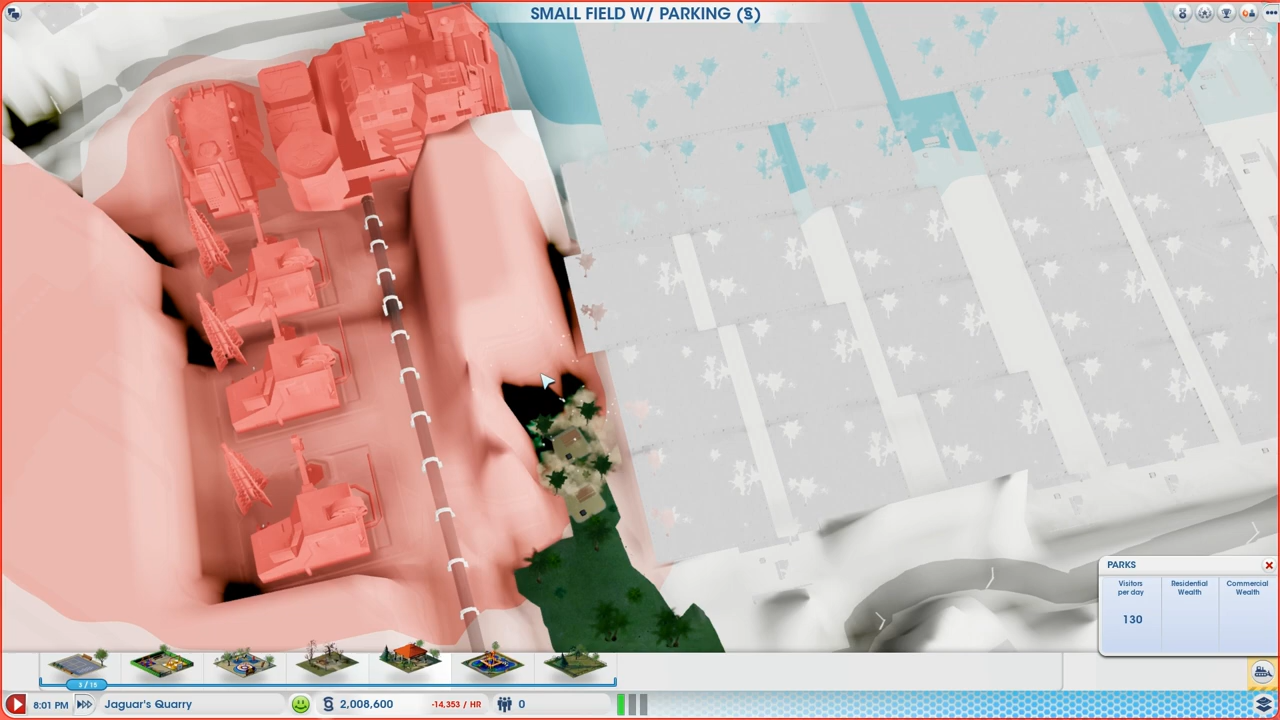 SMALL FIELD W/ PARKING (S)
PARKS
Visitors per day
Residential Wealth
Commercial Wealth
130
3 / 15
8:01 PM
Jaguar's Quarry
2,008,600
-14,353 / HR
0